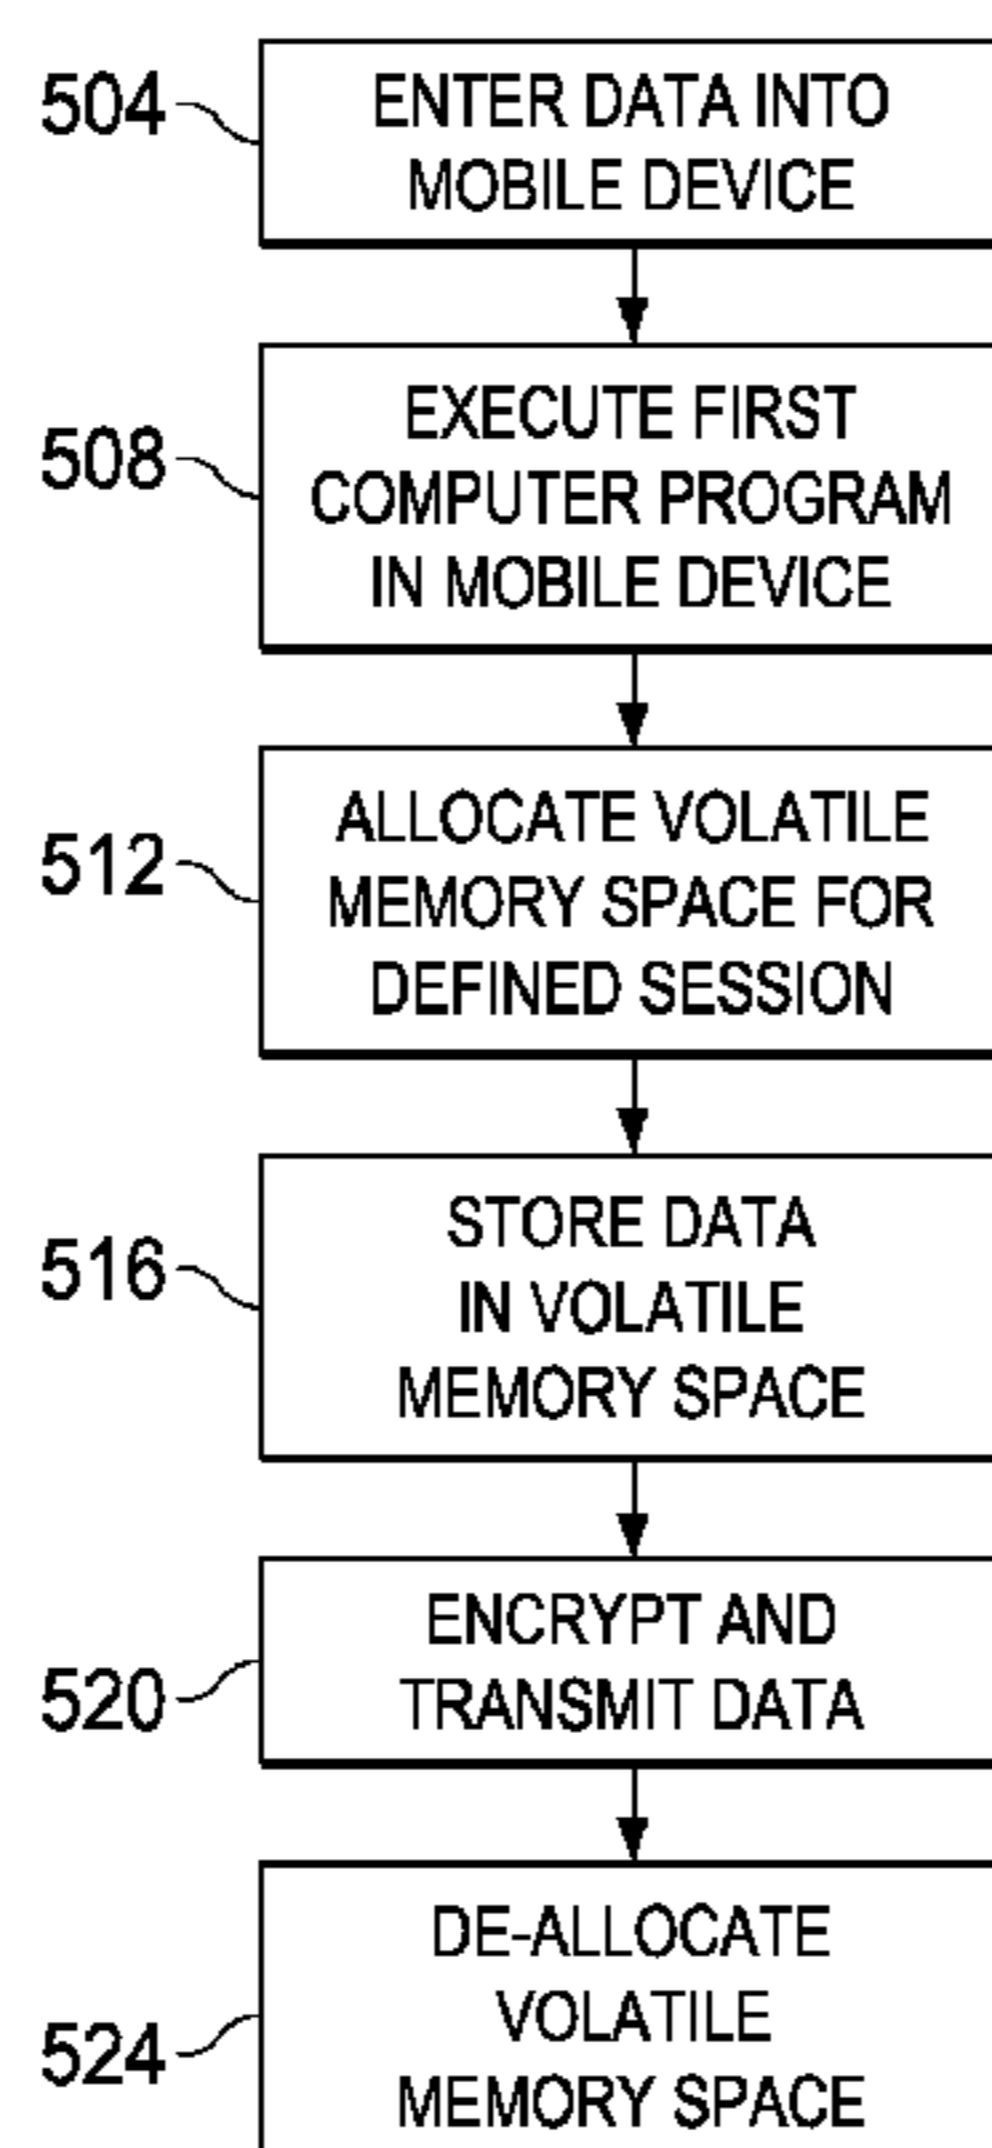 504
ENTER DATA INTO
MOBILE DEVICE
508
EXECUTE FIRST
COMPUTER PROGRAM
IN MOBILE DEVICE
512
ALLOCATE VOLATILE
MEMORY SPACE FOR
DEFINED SESSION
516
STORE DATA
IN VOLATILE
MEMORY SPACE
520
ENCRYPT AND
TRANSMIT DATA
524
DE-ALLOCATE
VOLATILE
MEMORY SPACE